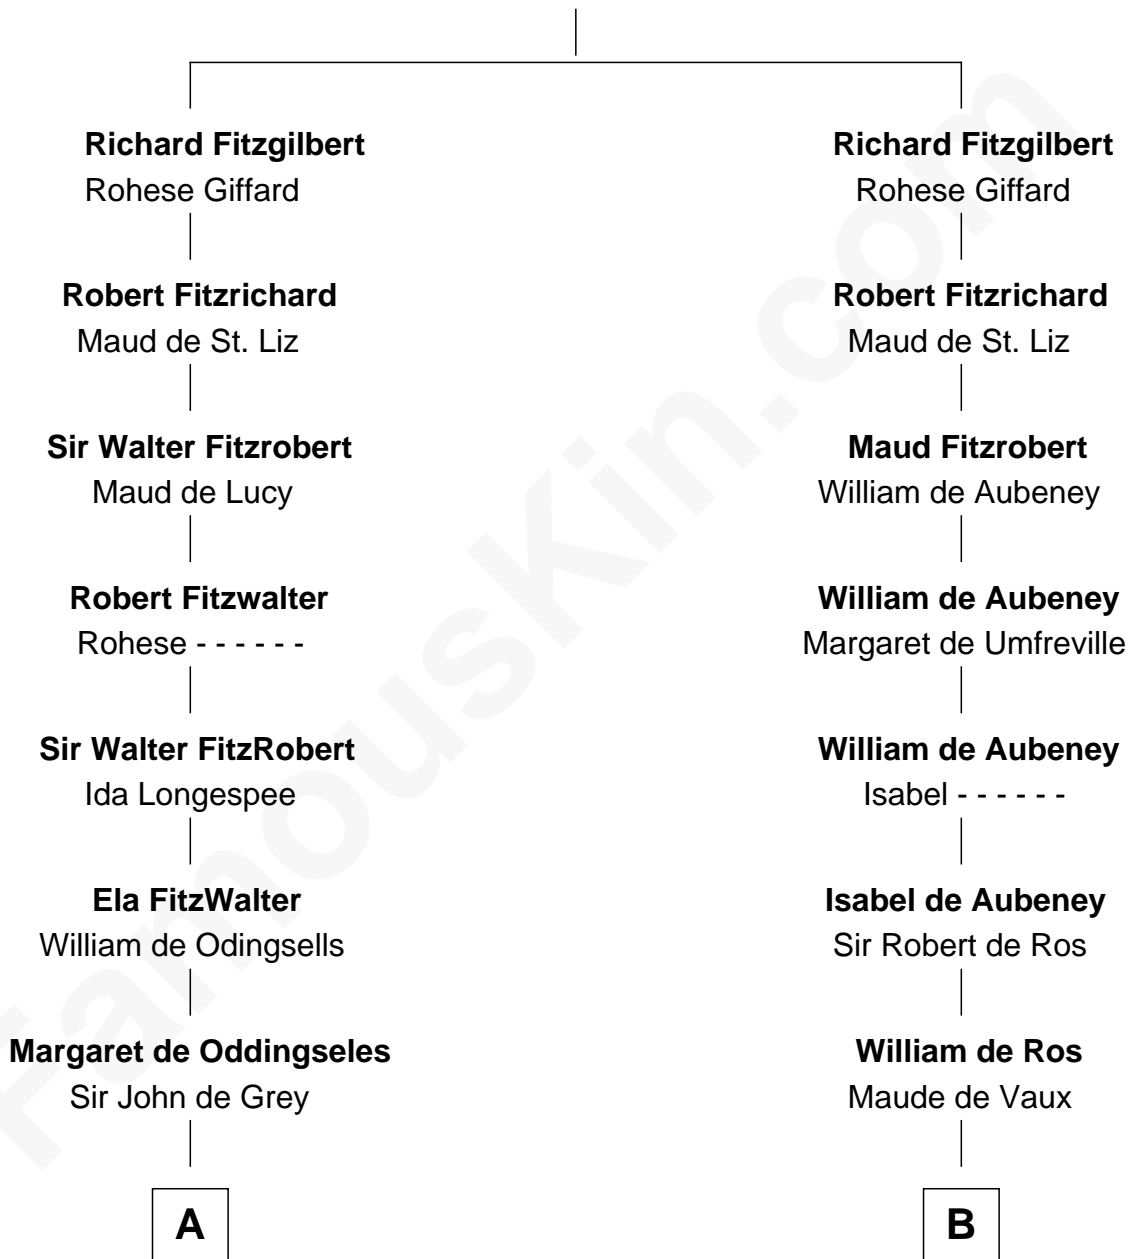 Richard Fitzgilbert
Rohese Giffard
Robert Fitzrichard
Maud de St. Liz
Sir Walter Fitzrobert
Maud de Lucy
Robert Fitzwalter
Rohese - - - - - -
Sir Walter FitzRobert
Ida Longespee
Ela FitzWalter
William de Odingsells
Margaret de Oddingseles
Sir John de Grey
A
Richard Fitzgilbert
Rohese Giffard
Robert Fitzrichard
Maud de St. Liz
Maud Fitzrobert
William de Aubeney
William de Aubeney
Margaret de Umfreville
William de Aubeney
Isabel - - - - - -
Isabel de Aubeney
Sir Robert de Ros
William de Ros
Maude de Vaux
B
FamousKin.com